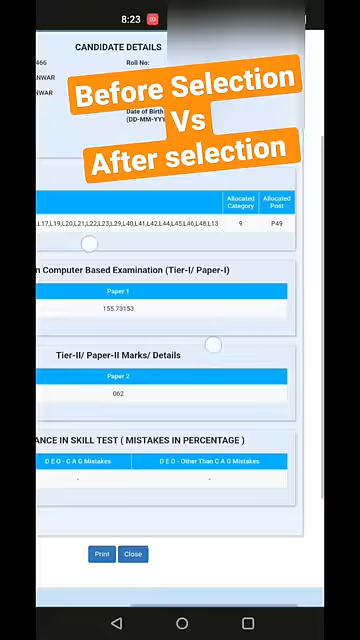 8:23
CANDIDATE DETAILS
466
Roll No:
NWAR
NWAR
Before Selection
Vs
After selection
Date of Birth
(DD-MM-YYY
Allocated Category
Allocated Post
,L17,L19,L20,L21,L22,L23,L29,L40,L41,L42,L44,L45,L46,L48,L13
9
P49
n Computer Based Examination (Tier-I/ Paper-I)
Paper 1
155.73153
Tier-II/ Paper-II Marks/ Details
Paper 2
062
ANCE IN SKILL TEST ( MISTAKES IN PERCENTAGE )
D E O - C A G Mistakes
D E O - Other Than C A G Mistakes
-
-
Print
Close